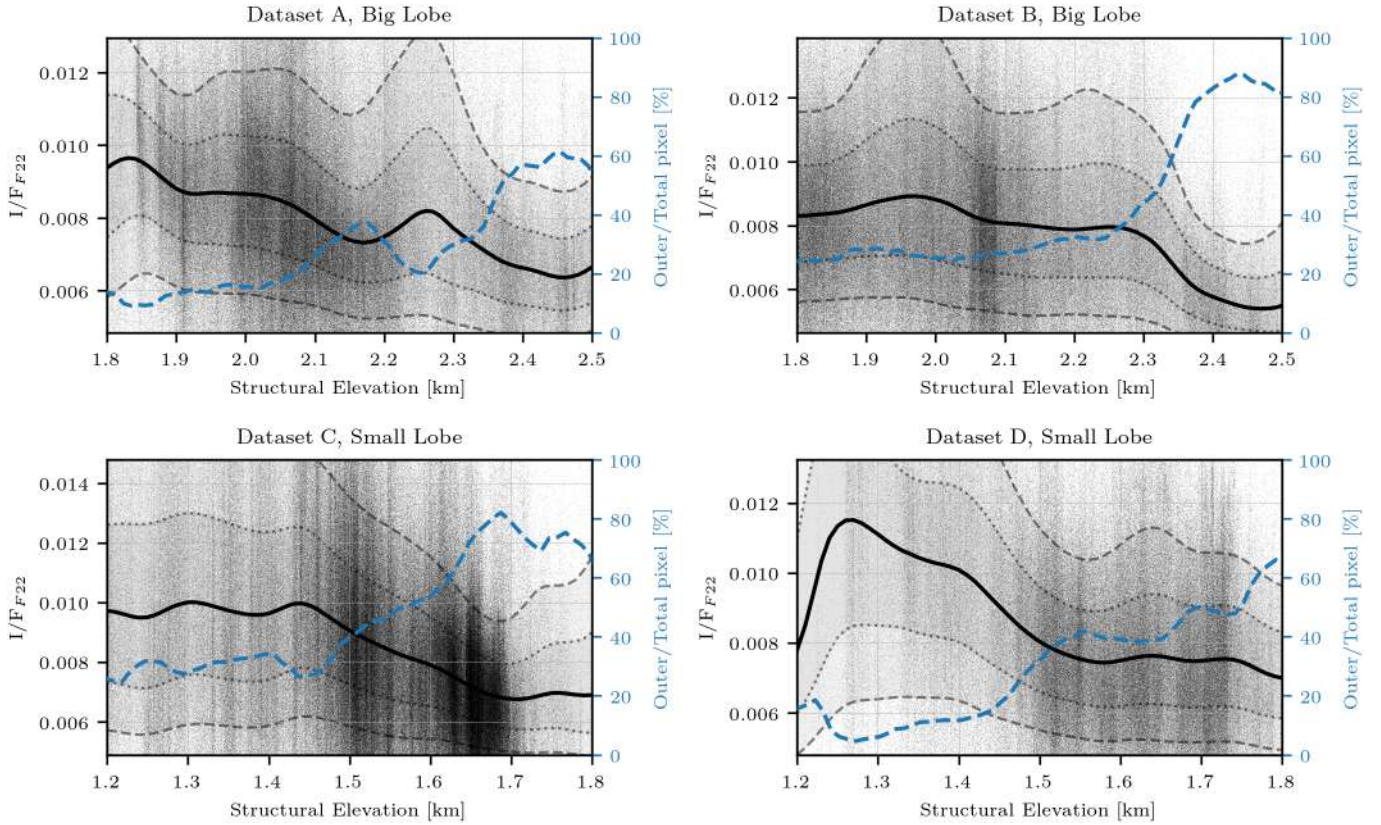 Dataset A, Big Lobe
I/F_F22
0.012
0.010
0.008
0.006
100
80
60
40
20
0
Outer/Total pixel [%]
1.8 1.9 2.0 2.1 2.2 2.3 2.4 2.5
Structural Elevation [km]
Dataset B, Big Lobe
I/F_F22
0.012
0.010
0.008
0.006
100
80
60
40
20
0
Outer/Total pixel [%]
1.8 1.9 2.0 2.1 2.2 2.3 2.4 2.5
Structural Elevation [km]
Dataset C, Small Lobe
I/F_F22
0.014
0.012
0.010
0.008
0.006
100
80
60
40
20
0
Outer/Total pixel [%]
1.2 1.3 1.4 1.5 1.6 1.7 1.8
Structural Elevation [km]
Dataset D, Small Lobe
I/F_F22
0.012
0.010
0.008
0.006
100
80
60
40
20
0
Outer/Total pixel [%]
1.2 1.3 1.4 1.5 1.6 1.7 1.8
Structural Elevation [km]